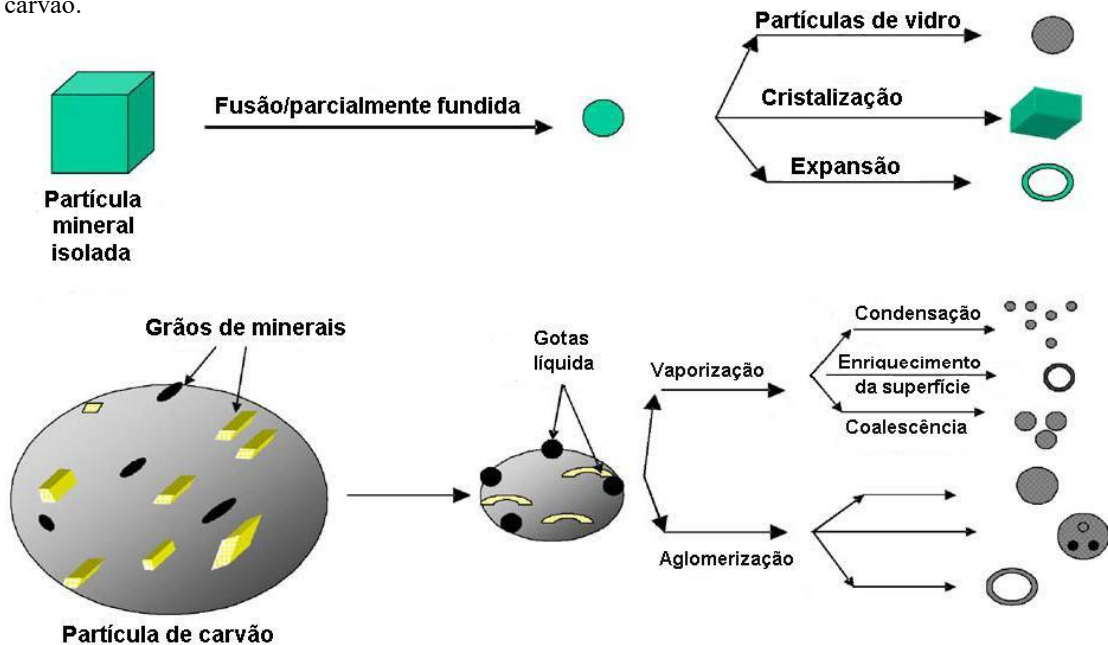 carvão.
Partículas de vidro
Fusão/parcialmente fundida
Cristalização
Expansão
Partícula
mineral
isolada
Grãos de minerais
Gotas
líquida
Vaporização
Condensação
Enriquecimento
da superfície
Coalescência
Aglomerização
Partícula de carvão